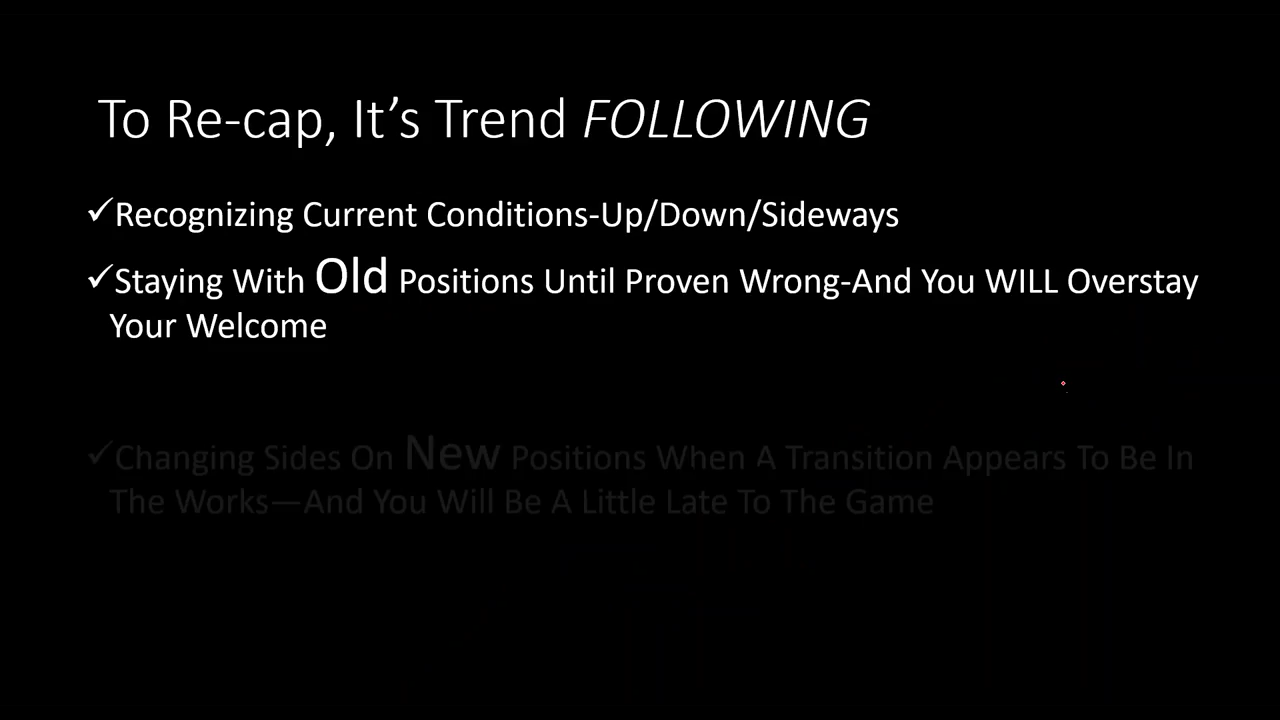 To Re-cap, It's Trend FOLLOWING
✓Recognizing Current Conditions-Up/Down/Sideways
✓Staying With Old Positions Until Proven Wrong-And You WILL Overstay
Your Welcome
✓Changing Sides On New Positions When A Transition Appears To Be In
The Works—And You Will Be A Little Late To The Game